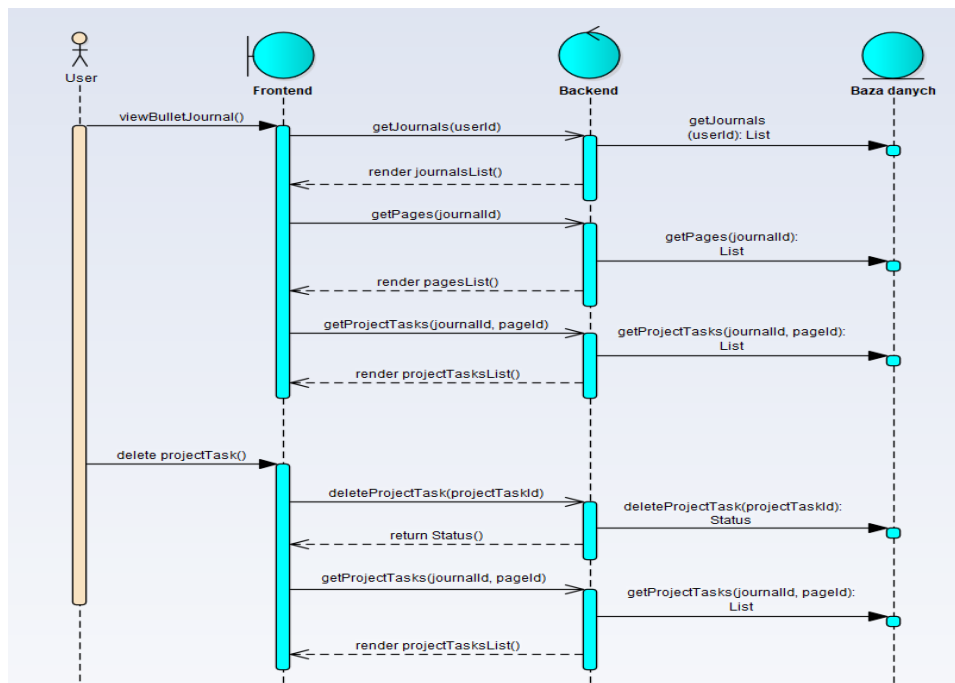 User
Frontend
Backend
Baza danych
viewBulletJournal()
getJournals(userId)
getJournals
(userId): List
render journalsList()
getPages(journalId)
getPages(journalId):
List
render pagesList()
getProjectTasks(journalId, pageId)
getProjectTasks(journalId, pageId):
List
render projectTasksList()
delete projectTask()
deleteProjectTask(projectTaskId)
deleteProjectTask(projectTaskId):
Status
return Status()
getProjectTasks(journalId, pageId)
getProjectTasks(journalId, pageId):
List
render projectTasksList()